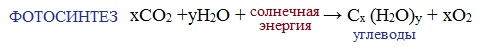 ФОТОСИНТЕЗ xCO₂ +yH₂O + солнечная энергия → Cₓ (H₂O)ᵧ + xO₂
углеводы